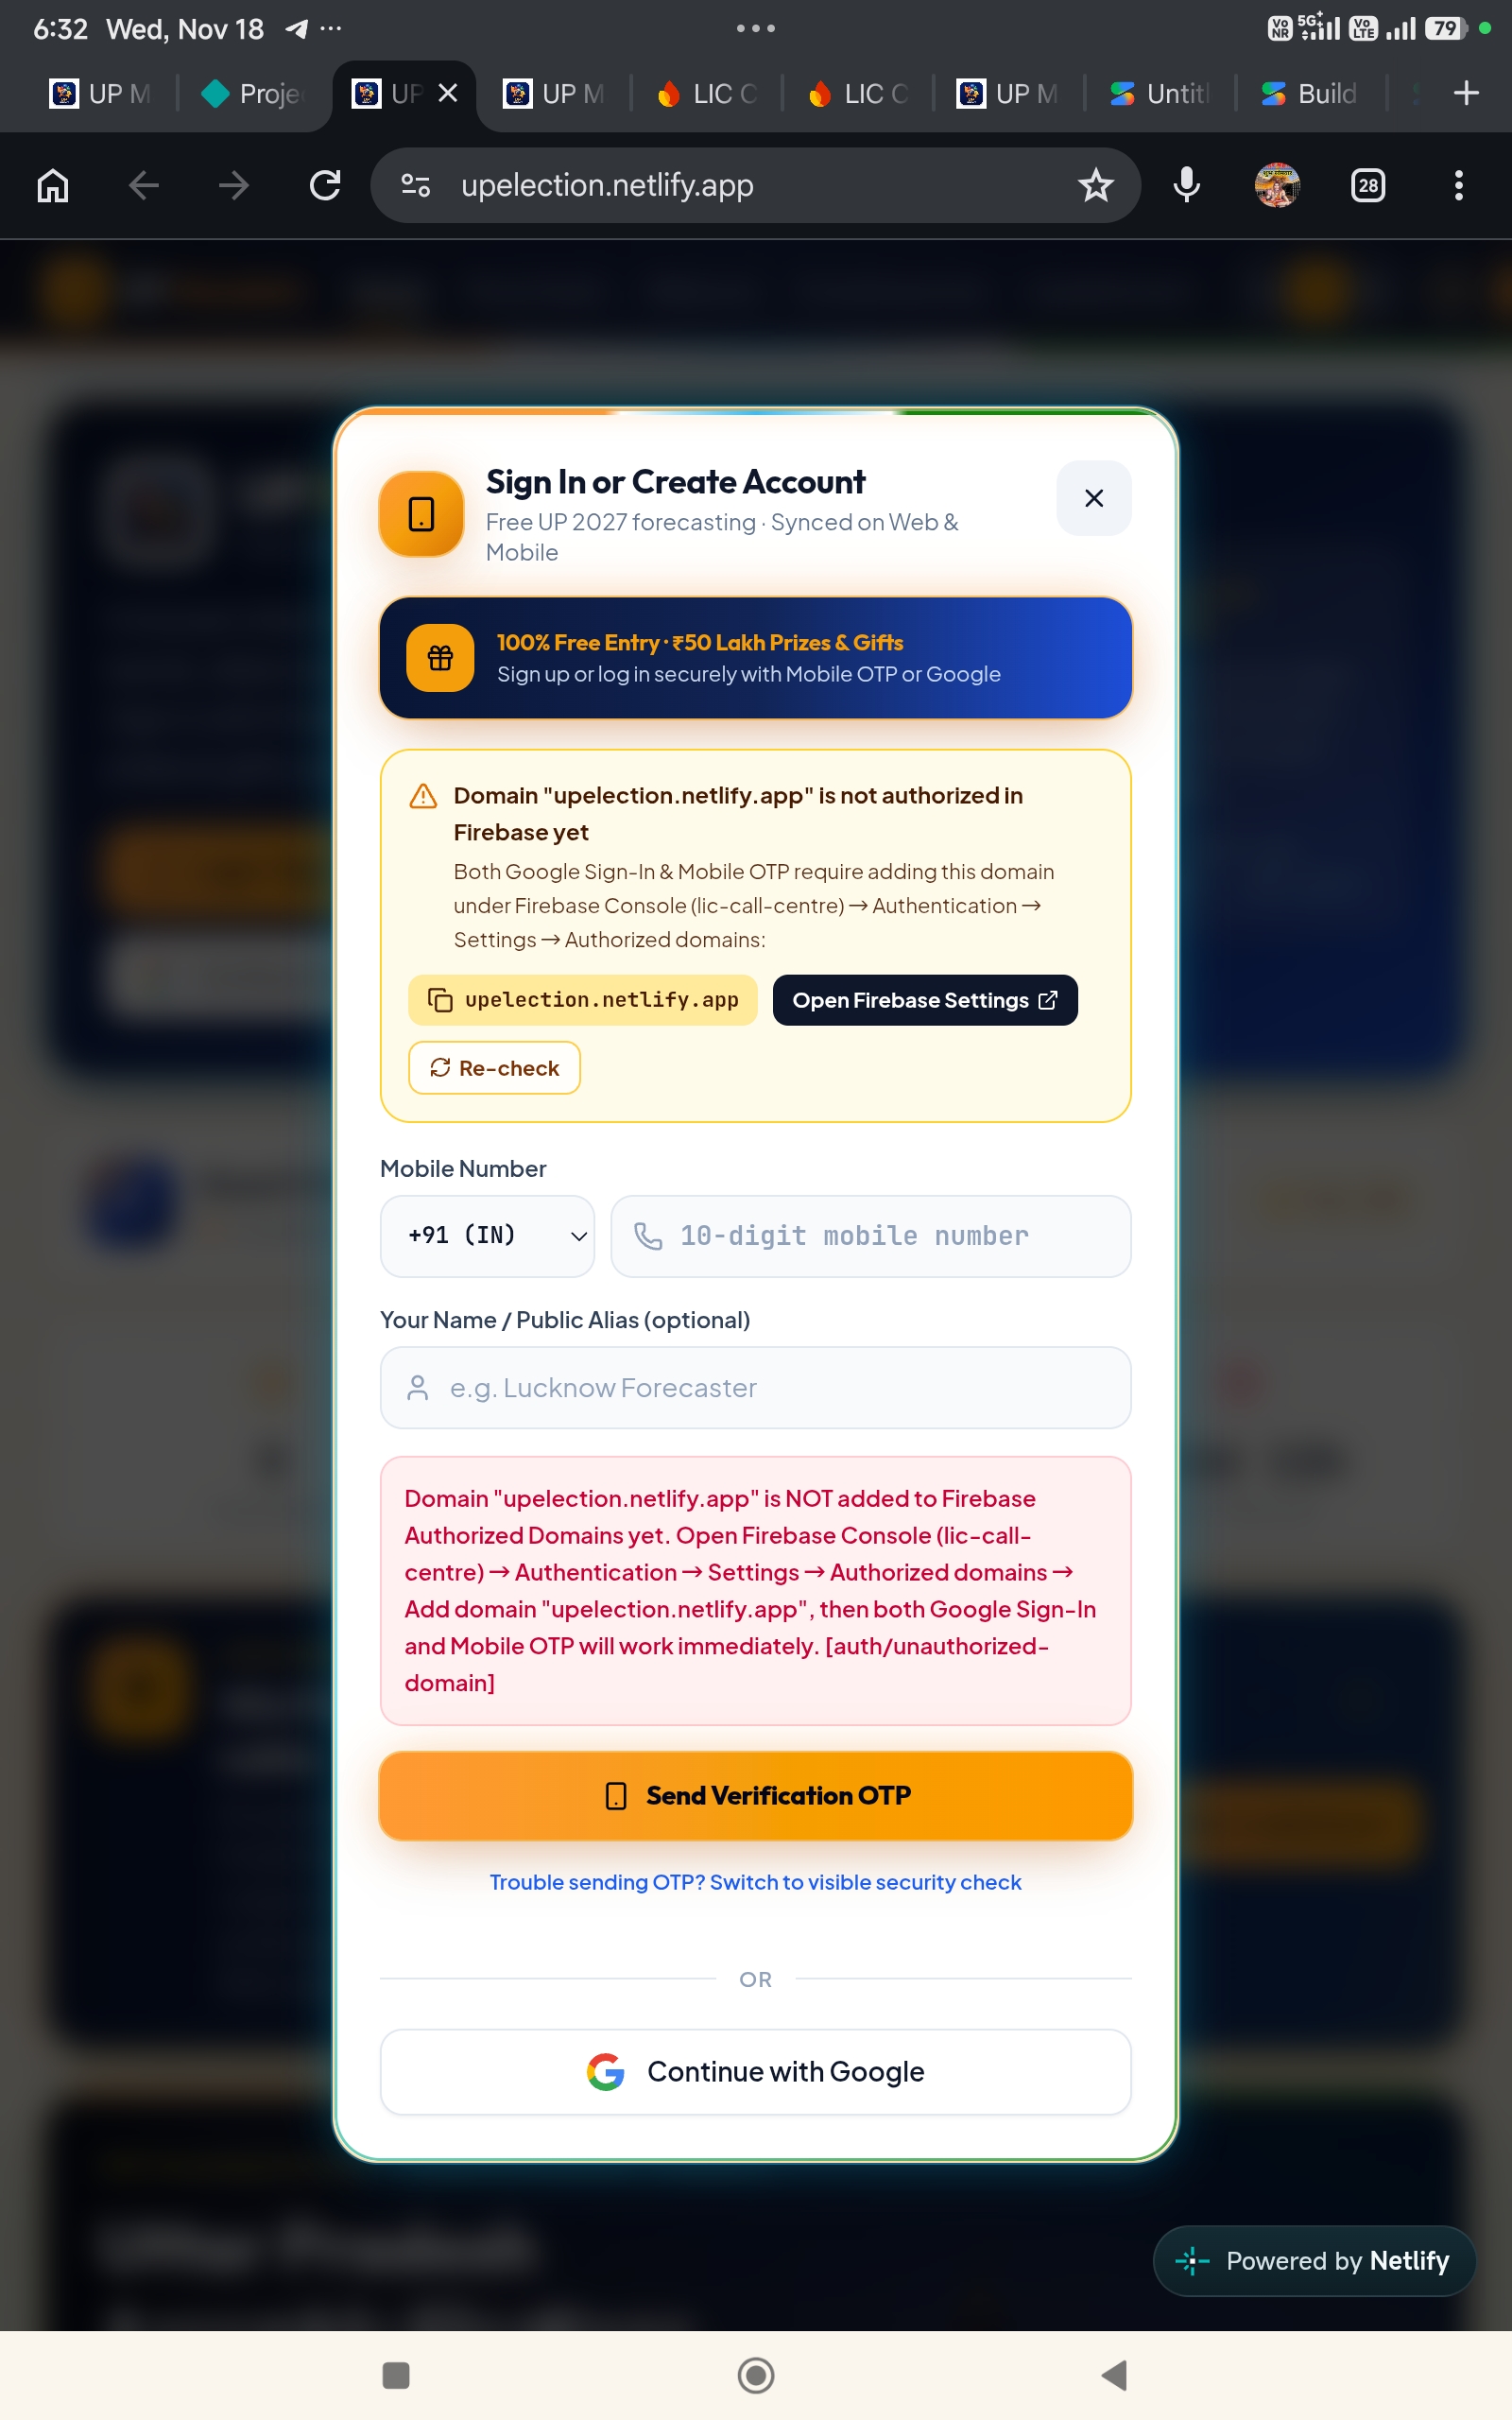 6:32 Wed, Nov 18
Vo NR 5G+ Vo LTE 79
UP M
Proje
UP
UP M
LIC C
LIC C
UP M
Untitl
Build
upelection.netlify.app
28
Sign In or Create Account
Free UP 2027 forecasting · Synced on Web &
Mobile
100% Free Entry · ₹50 Lakh Prizes & Gifts
Sign up or log in securely with Mobile OTP or Google
Domain "upelection.netlify.app" is not authorized in
Firebase yet
Both Google Sign-In & Mobile OTP require adding this domain
under Firebase Console (lic-call-centre) → Authentication →
Settings → Authorized domains:
upelection.netlify.app
Open Firebase Settings
Re-check
Mobile Number
+91 (IN)
10-digit mobile number
Your Name / Public Alias (optional)
e.g. Lucknow Forecaster
Domain "upelection.netlify.app" is NOT added to Firebase
Authorized Domains yet. Open Firebase Console (lic-call-
centre) → Authentication → Settings → Authorized domains →
Add domain "upelection.netlify.app", then both Google Sign-In
and Mobile OTP will work immediately. [auth/unauthorized-
domain]
Send Verification OTP
Trouble sending OTP? Switch to visible security check
OR
Continue with Google
Powered by Netlify